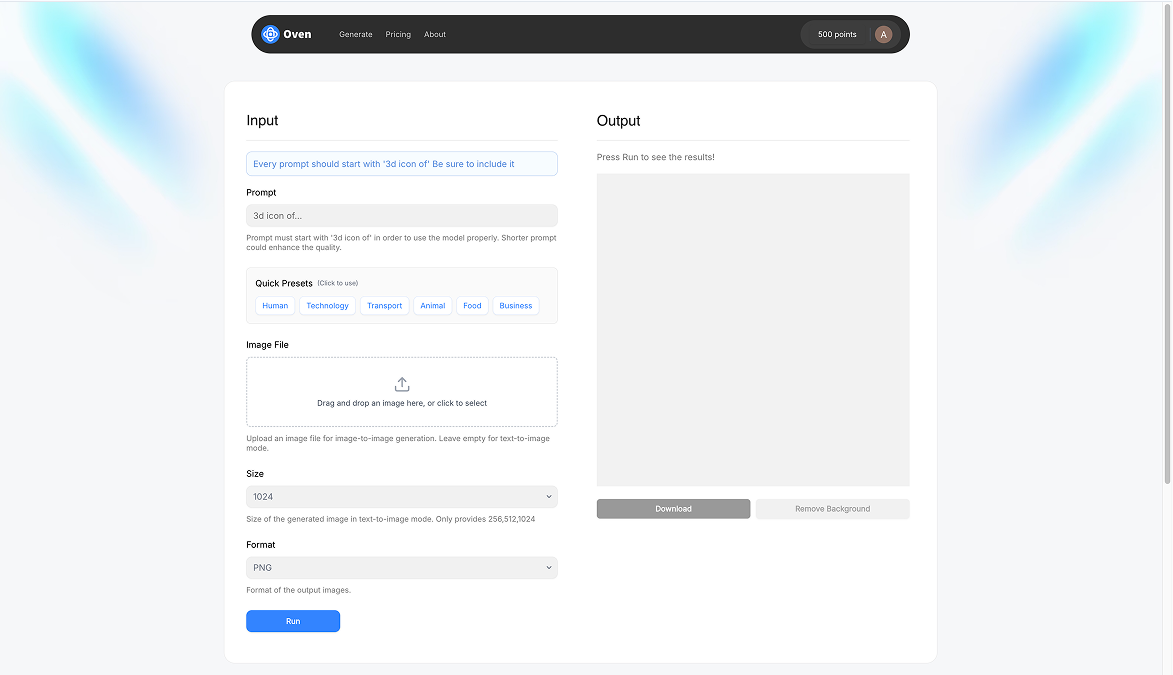 Oven
Generate
Pricing
About
500 points
A
Input
Every prompt should start with '3d icon of' Be sure to include it
Prompt
3d icon of...
Prompt must start with '3d icon of' in order to use the model properly. Shorter prompt
could enhance the quality.
Quick Presets (Click to use)
Human
Technology
Transport
Animal
Food
Business
Image File
Drag and drop an image here, or click to select
Upload an image file for image-to-image generation. Leave empty for text-to-image
mode.
Size
1024
Size of the generated image in text-to-image mode. Only provides 256,512,1024
Format
PNG
Format of the output images.
Run
Output
Press Run to see the results!
Download
Remove Background